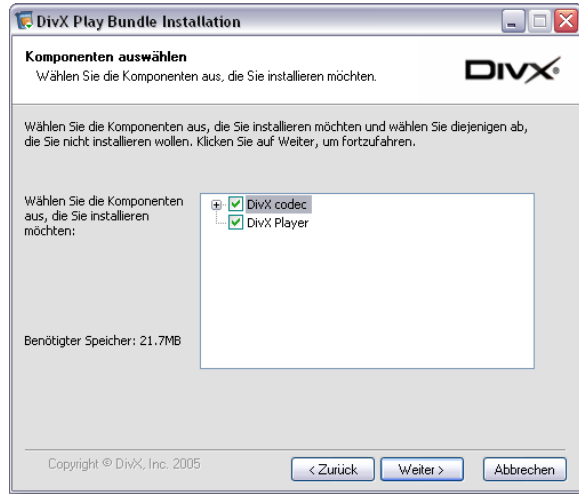 DivX Play Bundle Installation
Komponenten auswählen
Wählen Sie die Komponenten aus, die Sie installieren möchten.
DIVX®
Wählen Sie die Komponenten aus, die Sie installieren möchten und wählen Sie diejenigen ab,
die Sie nicht installieren wollen. Klicken Sie auf Weiter, um fortzufahren.
Wählen Sie die Komponenten
aus, die Sie installieren
möchten:
DivX codec
DivX Player
Benötigter Speicher: 21.7MB
Copyright © DivX, Inc. 2005
< Zurück
Weiter >
Abbrechen